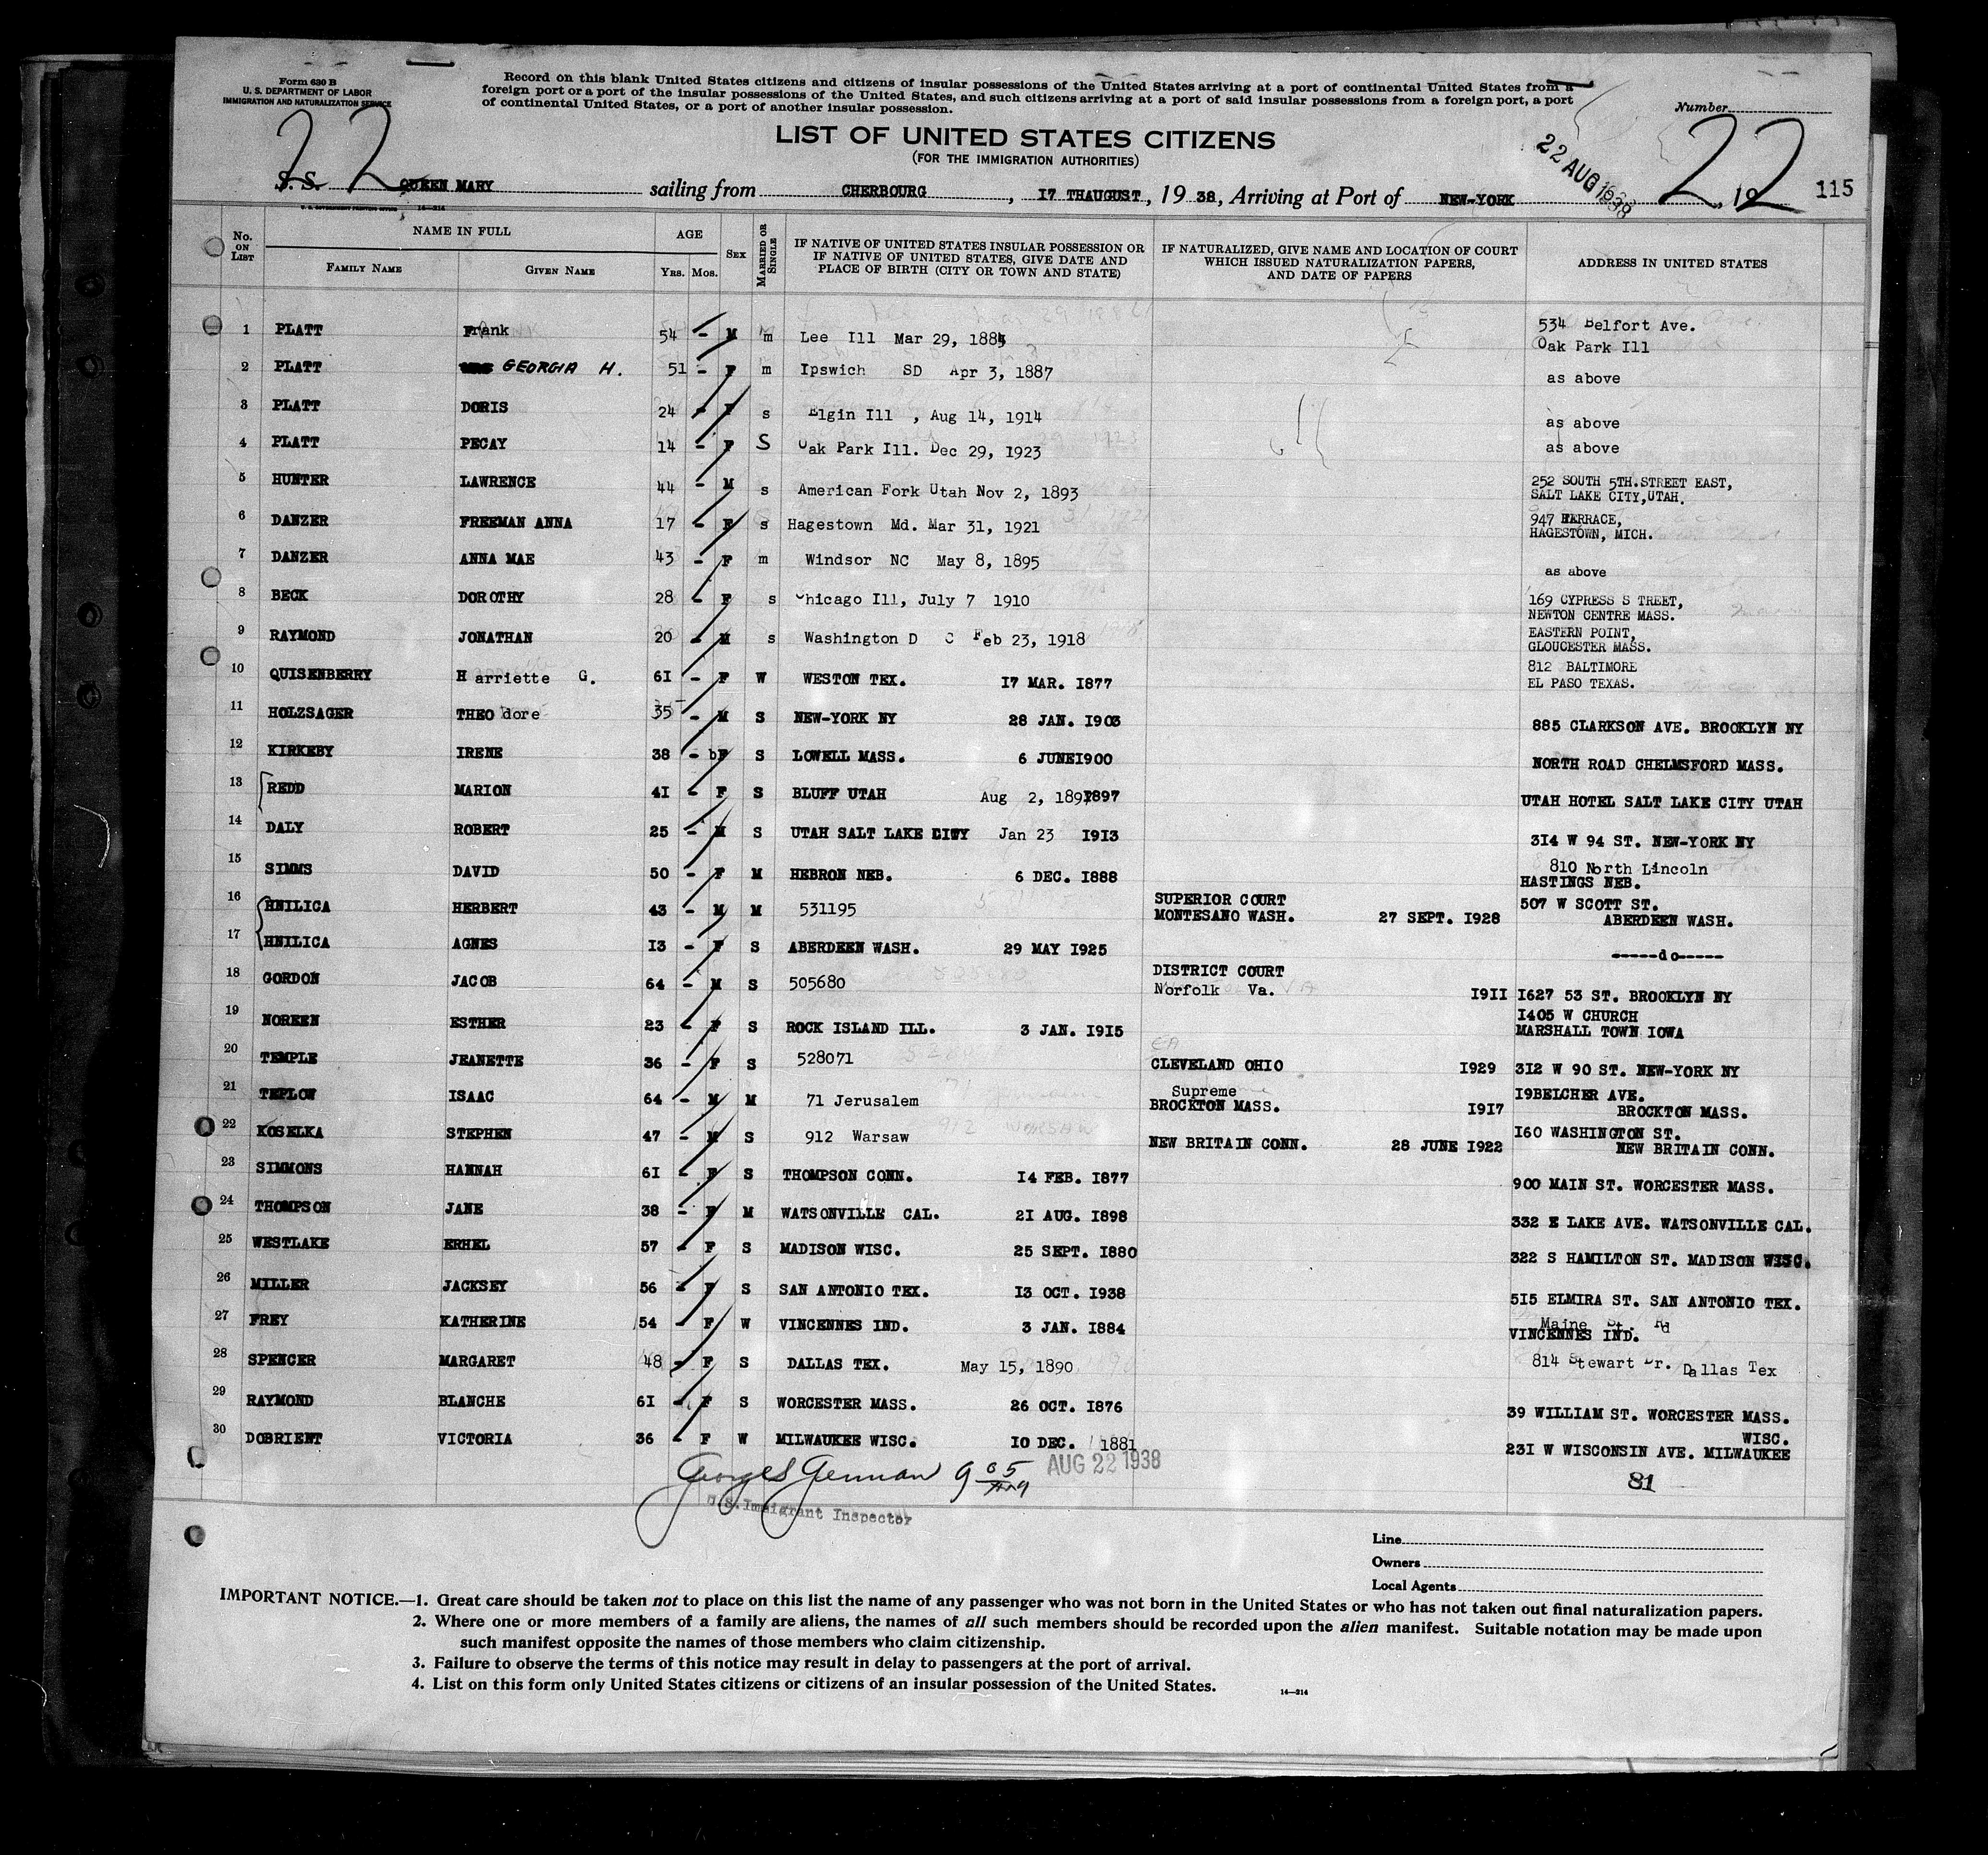 Form 630 B
U. S. DEPARTMENT OF LABOR
IMMIGRATION AND NATURALIZATION SERVICE
Record on this blank United States citizens and citizens of insular possessions of the United States arriving at a port of continental United States from a
foreign port or a port of the insular possessions of the United States, and such citizens arriving at a port of said insular possessions from a foreign port, a port
of continental United States, or a port of another insular possession.
Number
22
LIST OF UNITED STATES CITIZENS
(FOR THE IMMIGRATION AUTHORITIES)
22 AUG 1938
22
S. S. QUEEN MARY sailing from CHERBOURG, 17 THAUGUST, 19 38, Arriving at Port of NEW-YORK, 19 115
No. ON LIST
NAME IN FULL
FAMILY NAME
GIVEN NAME
AGE
YRS. MOS.
SEX
MARRIED OR SINGLE
IF NATIVE OF UNITED STATES INSULAR POSSESSION OR
IF NATIVE OF UNITED STATES, GIVE DATE AND
PLACE OF BIRTH (CITY OR TOWN AND STATE)
IF NATURALIZED, GIVE NAME AND LOCATION OF COURT
WHICH ISSUED NATURALIZATION PAPERS,
AND DATE OF PAPERS
ADDRESS IN UNITED STATES
1 PLATT Frank 54 - M m Lee Ill Mar 29, 1884 534 Belfort Ave.
Oak Park Ill
2 PLATT GEORGIA H. 51 - F m Ipswich SD Apr 3, 1887 as above
3 PLATT DORIS 24 - F s Elgin Ill , Aug 14, 1914 as above
4 PLATT PECAY 14 - F S Oak Park Ill. Dec 29, 1923 as above
5 HUNTER LAWRENCE 44 - M s American Fork Utah Nov 2, 1893 252 SOUTH 5TH.STREET EAST,
SALT LAKE CITY,UTAH.
6 DANZER FREEMAN ANNA 17 - F s Hagestown Md. Mar 31, 1921 947 TERRACE,
HAGESTOWN, MICH.
7 DANZER ANNA MAE 43 - F m Windsor NC May 8, 1895 as above
8 BECK DOROTHY 28 - F s Chicago Ill, July 7 1910 169 CYPRESS S TREET,
NEWTON CENTRE MASS.
9 RAYMOND JONATHAN 20 - M s Washington D C Feb 23, 1918 EASTERN POINT,
GLOUCESTER MASS.
10 QUISENBERRY H arriette G. 61 - F W WESTON TEX. 17 MAR. 1877 812 BALTIMORE
EL PASO TEXAS.
11 HOLZSAGER THEO dore 35 - M S NEW-YORK NY 28 JAN. 1903 885 CLARKSON AVE. BROOKLYN NY
12 KIRKEBY IRENE 38 - F S LOWELL MASS. 6 JUNE1900 NORTH ROAD CHELMSFORD MASS.
13 REDD MARION 41 - F S BLUFF UTAH Aug 2, 1897 UTAH HOTEL SALT LAKE CITY UTAH
14 DALY ROBERT 25 - M S UTAH SALT LAKE CITY Jan 23 1913 314 W 94 ST. NEW-YORK NY
15 SIMMS DAVID 50 - F M HEBRON NEB. 6 DEC. 1888 810 North Lincoln
HASTINGS NEB.
16 HNILICA HERBERT 43 - M M 531195 SUPERIOR COURT
MONTESANO WASH. 27 SEPT. 1928 507 W SCOTT ST.
ABERDEEN WASH.
17 HNILICA AGNES 13 - F S ABERDEEN WASH. 29 MAY 1925 -----do-----
18 GORDON JACOB 64 - M S 505680 DISTRICT COURT
Norfolk Va. 1911 1627 53 ST. BROOKLYN NY
19 NOREEN ESTHER 23 - F S ROCK ISLAND ILL. 3 JAN. 1915 1405 W CHURCH
MARSHALL TOWN IOWA
20 TEMPLE JEANETTE 36 - F S 528071 CLEVELAND OHIO 1929 312 W 90 ST. NEW-YORK NY
21 TEPLOW ISAAC 64 - M M 71 Jerusalem Supreme
BROCKTON MASS. 1917 19BELCHER AVE.
BROCKTON MASS.
22 KOSELKA STEPHEN 47 - M S 912 Warsaw NEW BRITAIN CONN. 28 JUNE 1922 160 WASHINGTON ST.
NEW BRITAIN CONN.
23 SIMMONS HANNAH 61 - F S THOMPSON CONN. 14 FEB. 1877 900 MAIN ST. WORCESTER MASS.
24 THOMPSON JANE 38 - F M WATSONVILLE CAL. 21 AUG. 1898 332 E LAKE AVE. WATSONVILLE CAL.
25 WESTLAKE ERHEL 57 - F S MADISON WISC. 25 SEPT. 1880 322 S HAMILTON ST. MADISON WISC.
26 MILLER JACKSEY 56 - F S SAN ANTONIO TEX. 13 OCT. 1938 515 ELMIRA ST. SAN ANTONIO TEX.
27 FREY KATHERINE 54 - F W VINCENNES IND. 3 JAN. 1884 Maine St. Rd
VINCENNES IND.
28 SPENCER MARGARET 48 - F S DALLAS TEX. May 15, 1890 814 Stewart Dr. Dallas Tex
29 RAYMOND BLANCHE 61 - F S WORCESTER MASS. 26 OCT. 1876 39 WILLIAM ST. WORCESTER MASS.
30 DOBRIENT VICTORIA 36 - F W MILWAUKEE WISC. 10 DEC. 1881 WISC.
231 W WISCONSIN AVE. MILWAUKEE
AUG 22 1938
81
U.S.Immigrant Inspector
Line
Owners
Local Agents
IMPORTANT NOTICE.—1. Great care should be taken not to place on this list the name of any passenger who was not born in the United States or who has not taken out final naturalization papers.
2. Where one or more members of a family are aliens, the names of all such members should be recorded upon the alien manifest. Suitable notation may be made upon
such manifest opposite the names of those members who claim citizenship.
3. Failure to observe the terms of this notice may result in delay to passengers at the port of arrival.
4. List on this form only United States citizens or citizens of an insular possession of the United States.
14—214